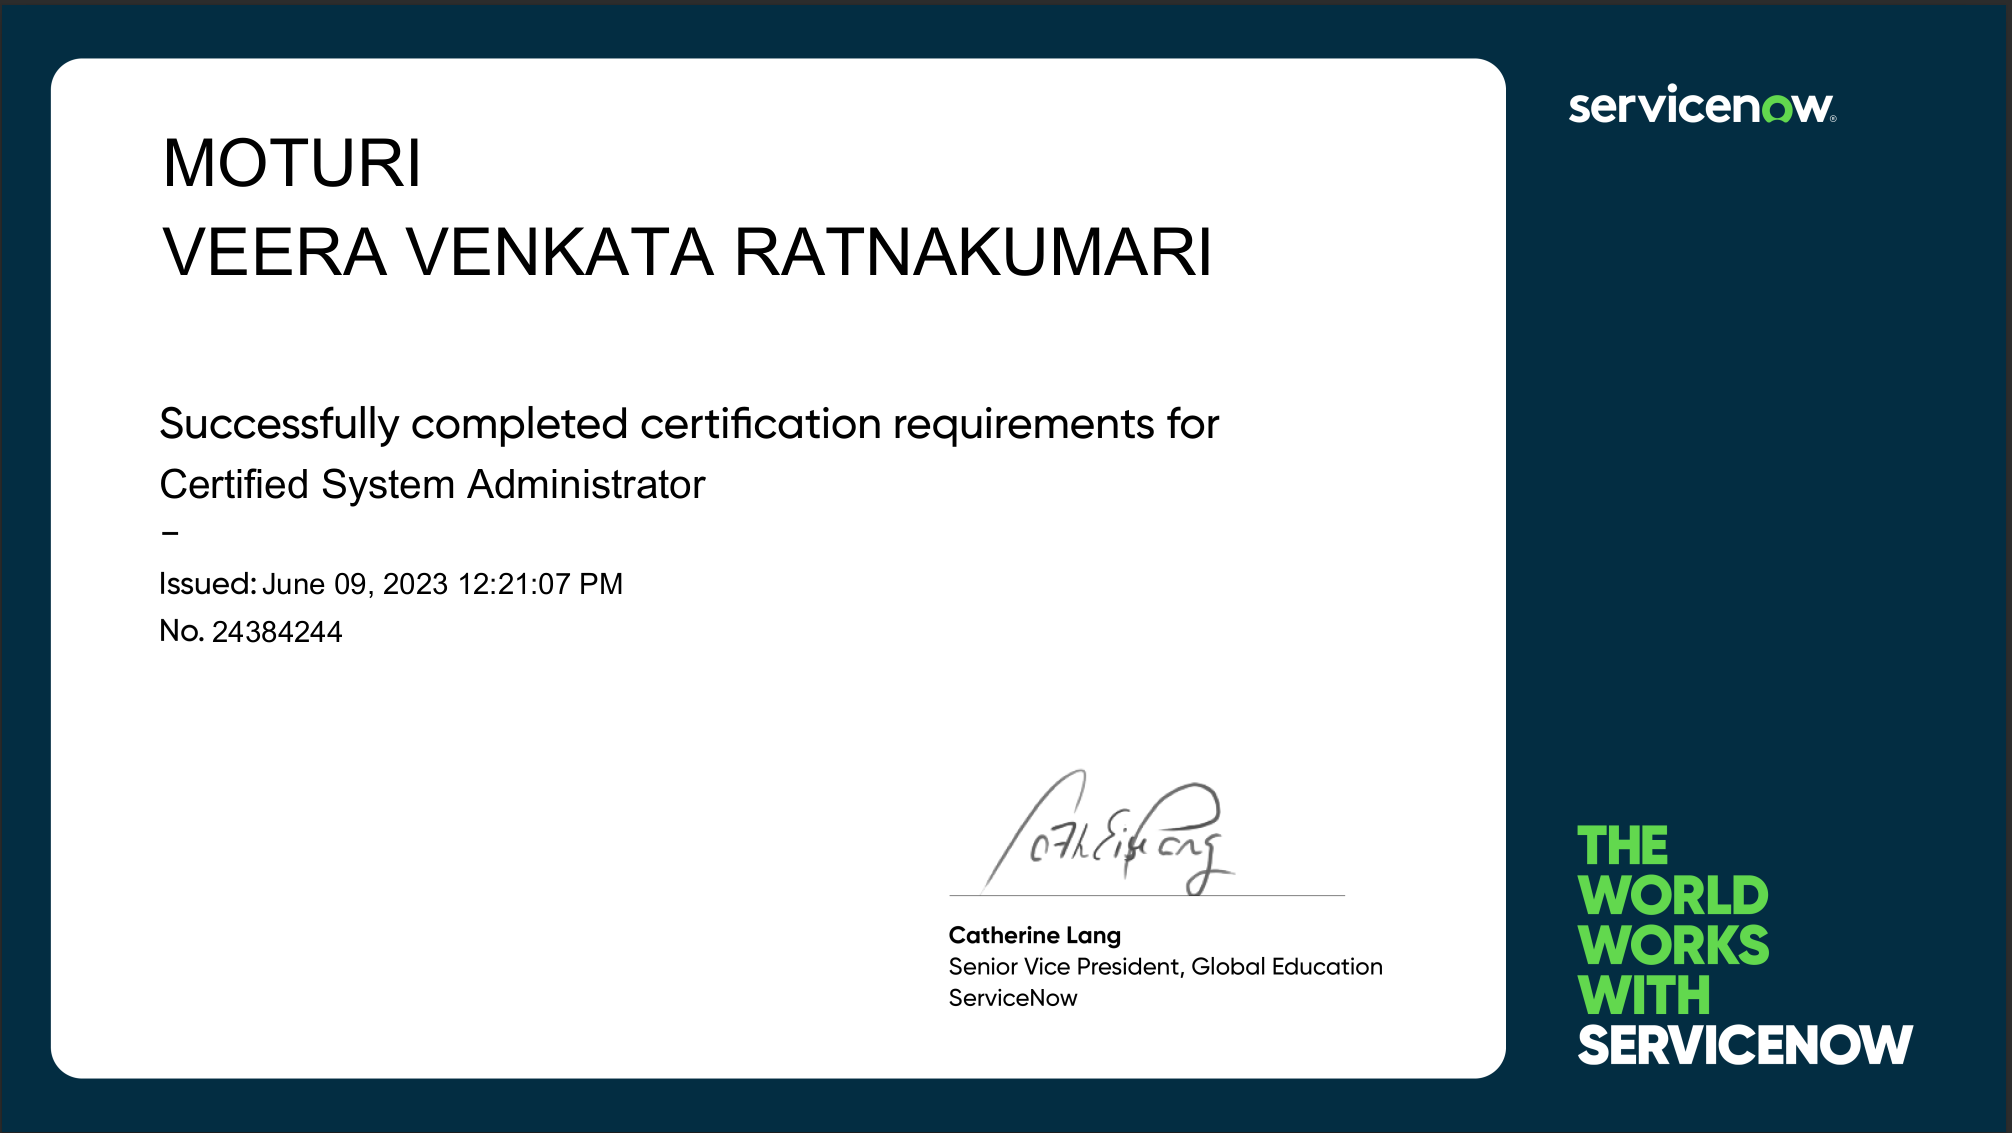 MOTURI
VEERA VENKATA RATNAKUMARI
Successfully completed certification requirements for
Certified System Administrator
–
Issued: June 09, 2023 12:21:07 PM
No. 24384244
Catherine Lang
Senior Vice President, Global Education
ServiceNow
servicenow®
THE
WORLD
WORKS
WITH
SERVICENOW